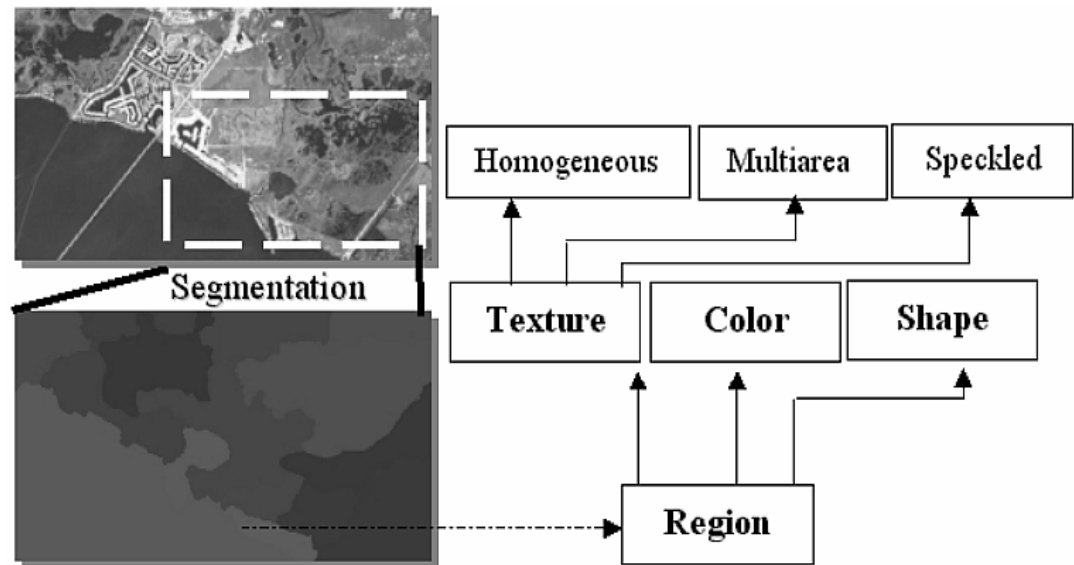 Homogeneous
Multiarea
Speckled
Segmentation
Texture
Color
Shape
Region